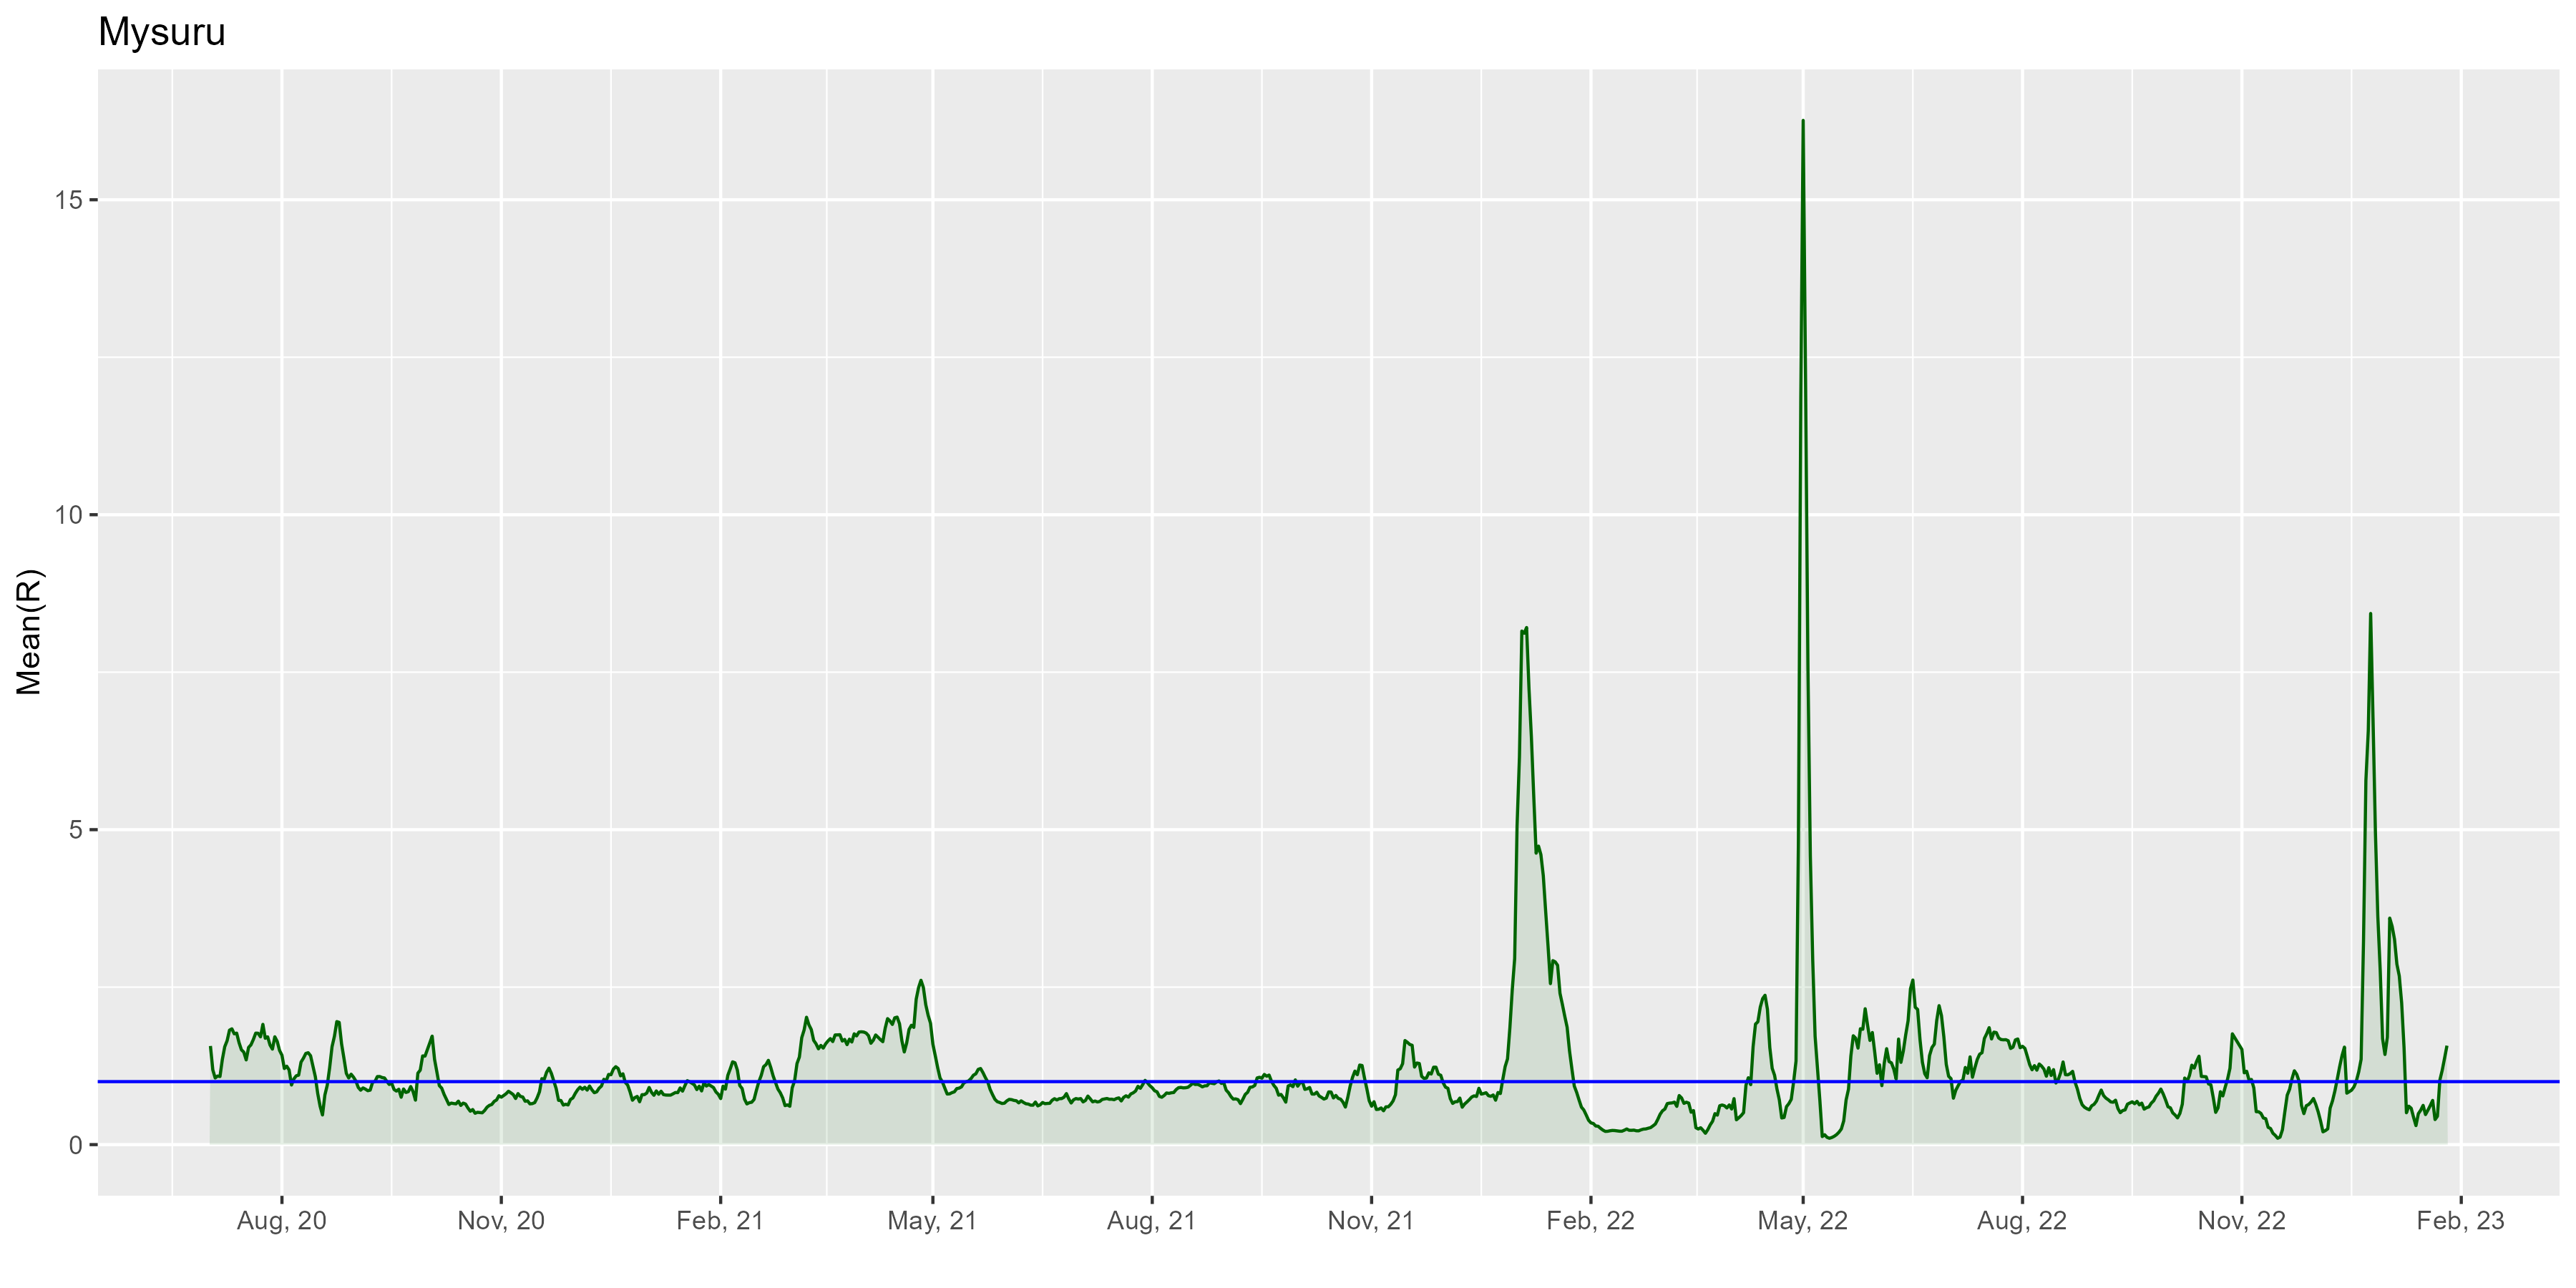 Mysuru
Mean(R)
15
10
5
0
Aug, 20 Nov, 20 Feb, 21 May, 21 Aug, 21 Nov, 21 Feb, 22 May, 22 Aug, 22 Nov, 22 Feb, 23